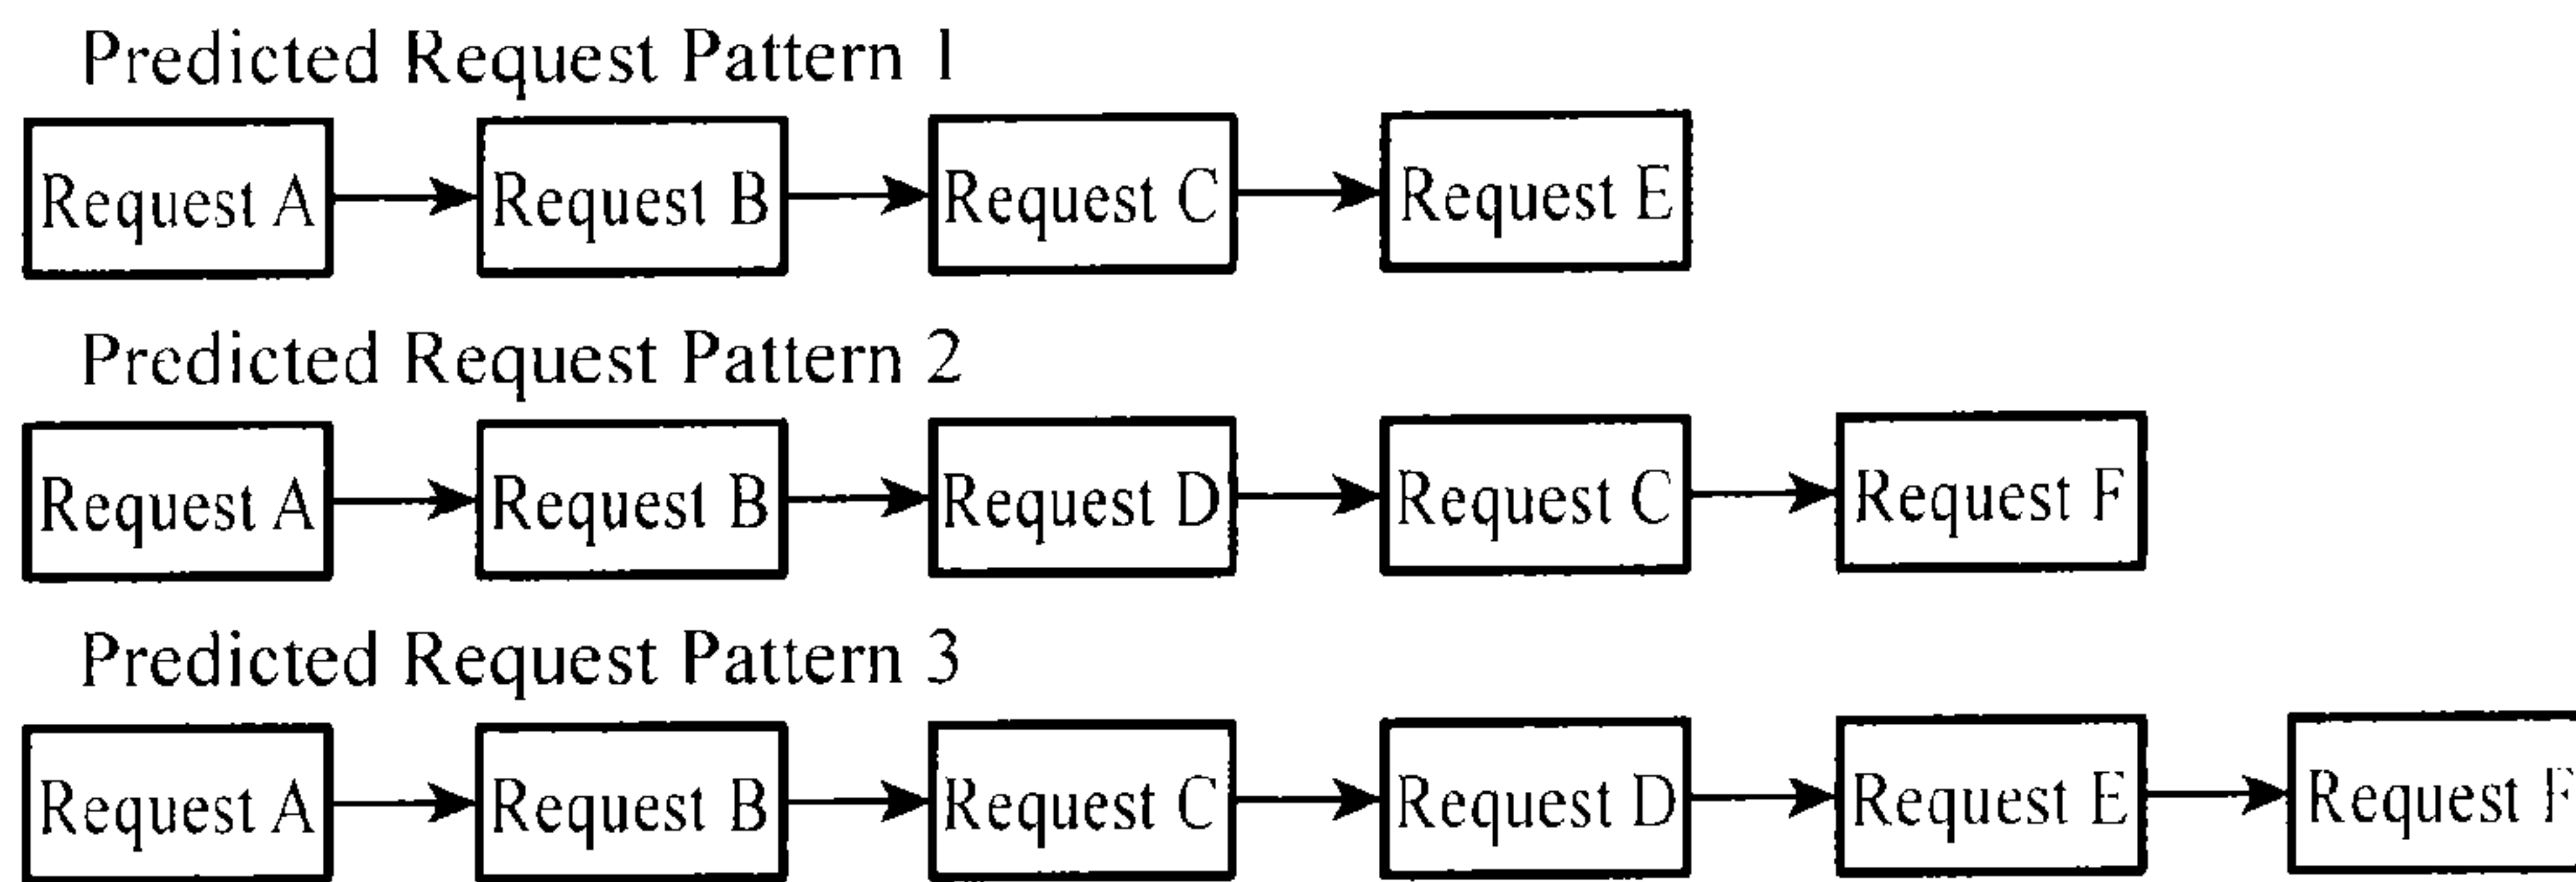 Predicted Request Pattern 1
Request A Request B Request C Request E
Predicted Request Pattern 2
Request A Request B Request D Request C Request F
Predicted Request Pattern 3
Request A Request B Request C Request D Request E Request F